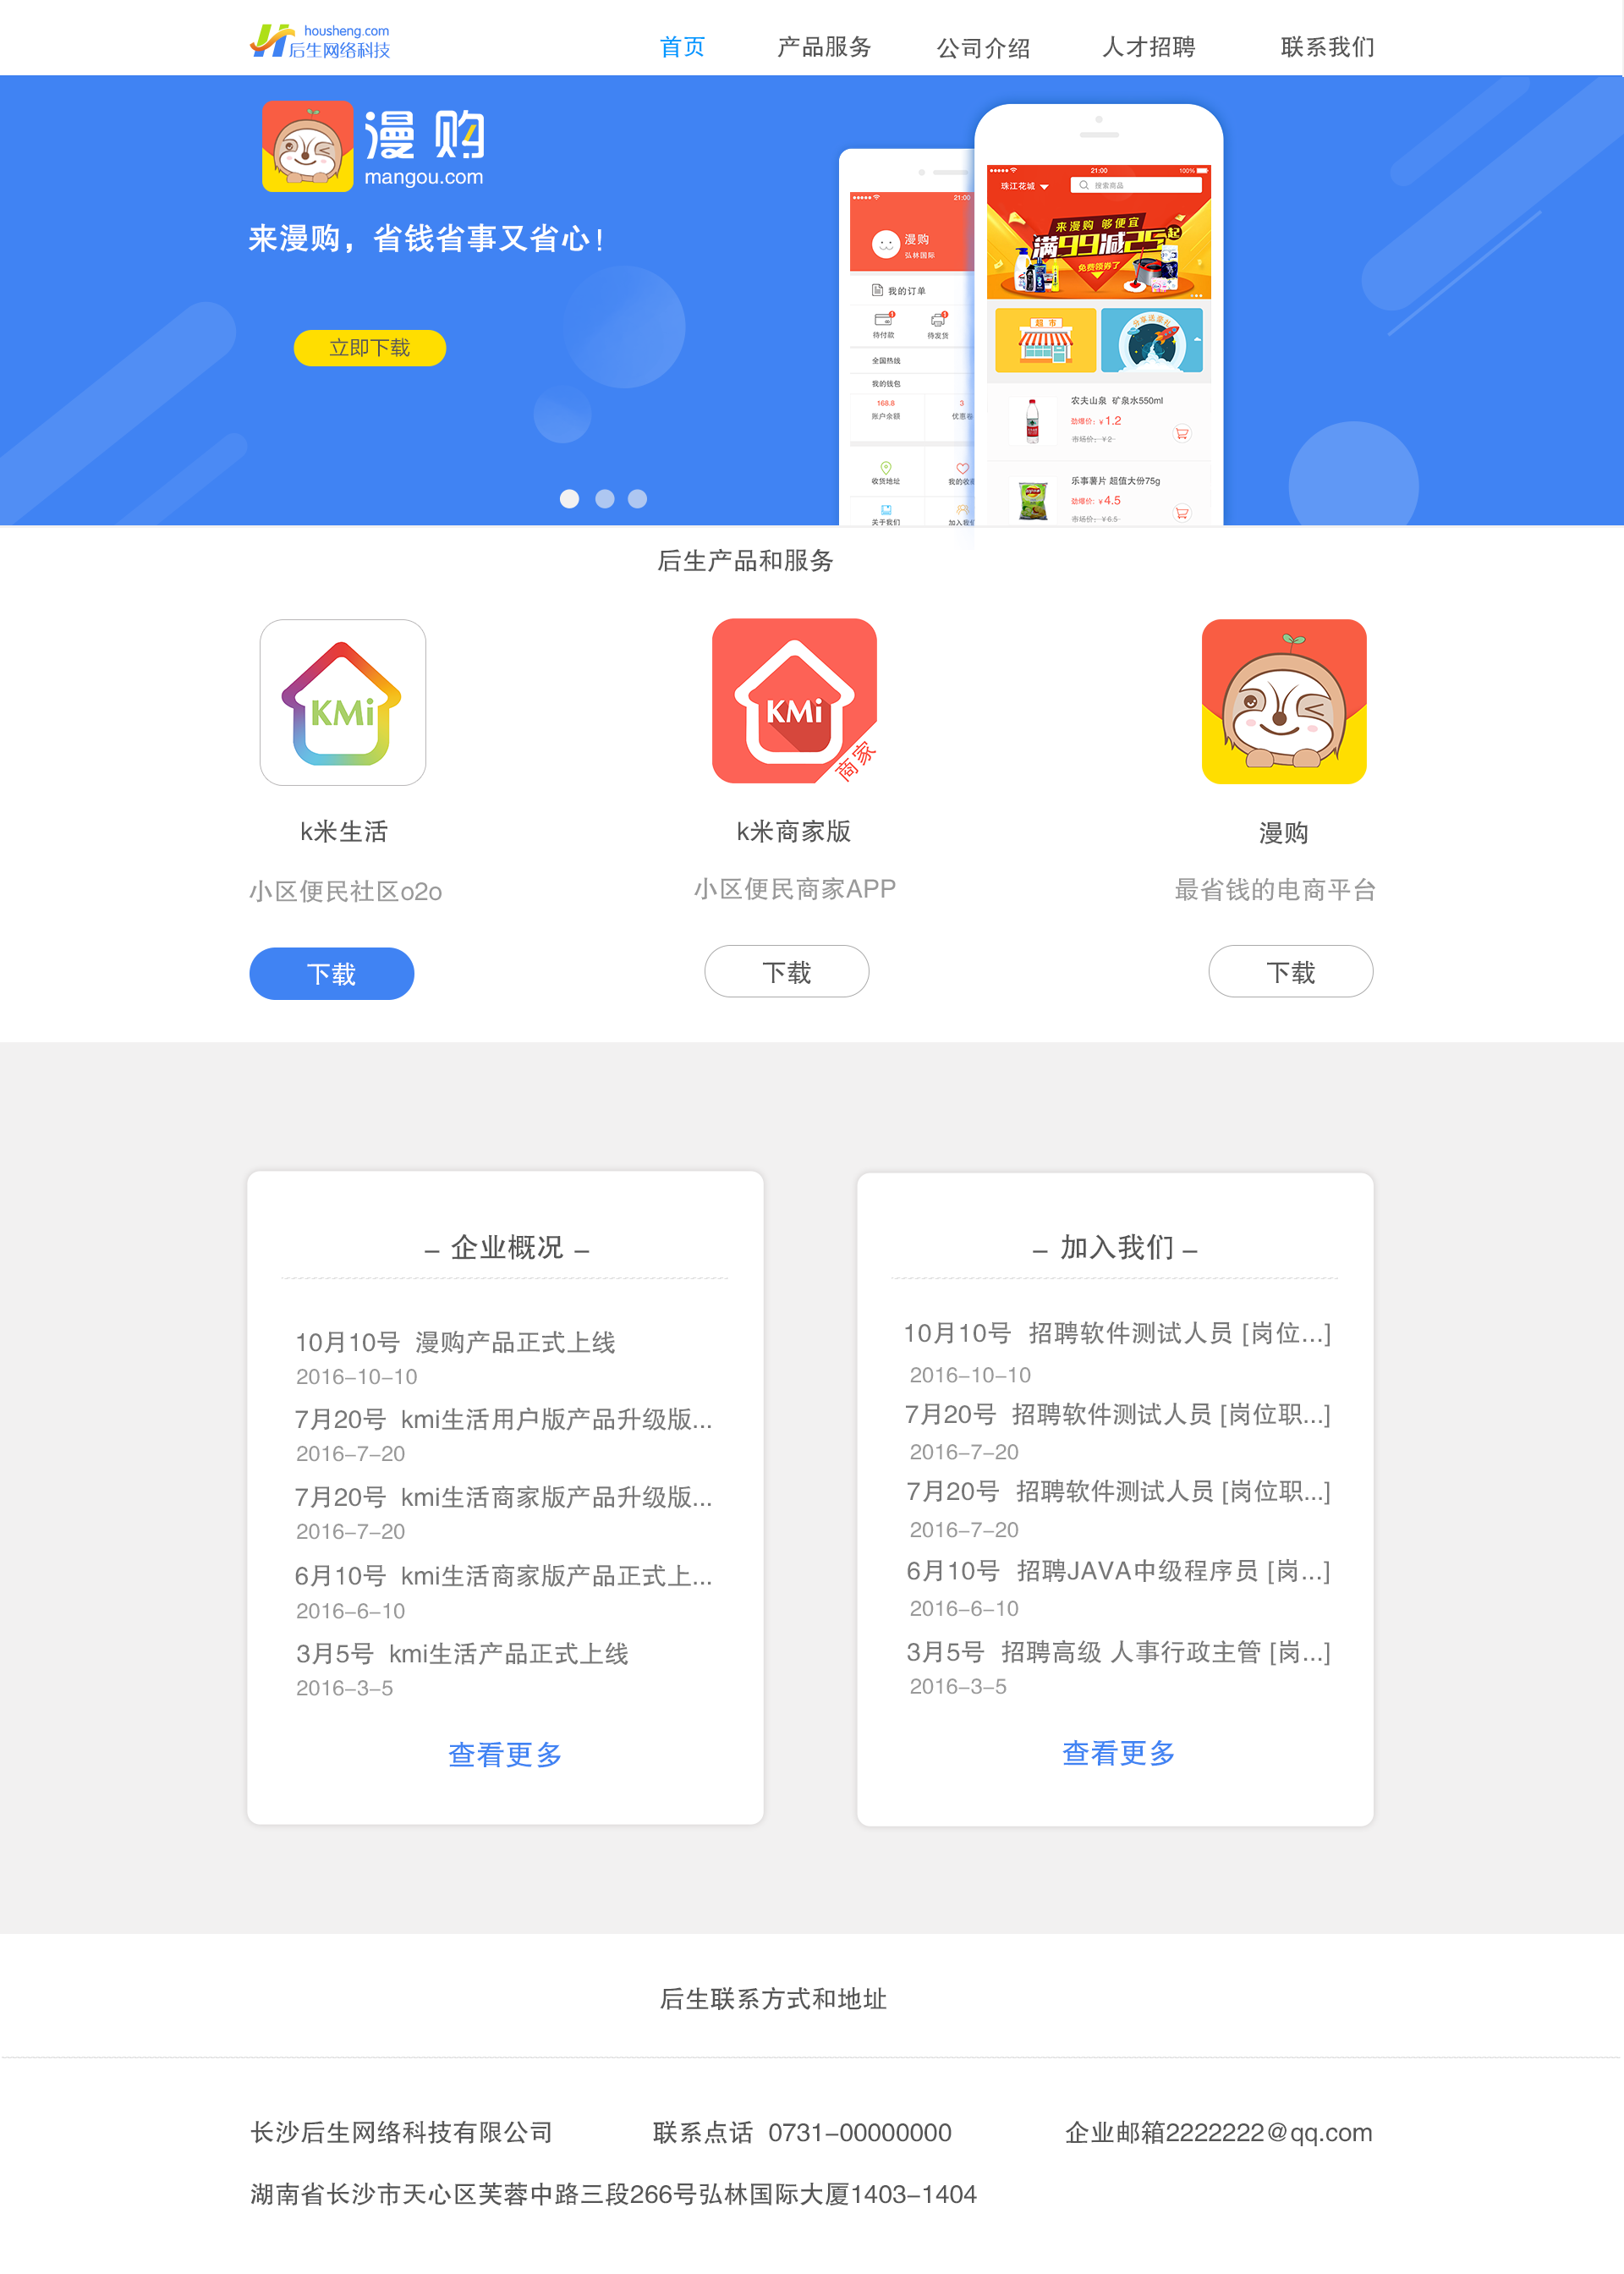 housheng.com
后生网络科技
首页 产品服务 公司介绍 人才招聘 联系我们
漫购
mangou.com
来漫购，省钱省事又省心！
立即下载
21:00
漫购
弘林国际
我的订单
1 1
待付款 待发货
全国热线
我的钱包
168.8 3
账户余额 优惠卷
收货地址 我的收
关于我们 加入我们
21:00 100%
珠江花城 搜索商品
来漫购 够便宜
满99减25起
免费领券了
超市
分享送豪礼
农夫山泉 矿泉水550ml
劲爆价：￥1.2
市场价：￥2
乐事薯片 超值大份75g
劲爆价：￥4.5
市场价：￥6.5
后生产品和服务
KMi KMi 商家
k米生活 k米商家版 漫购
小区便民社区o2o 小区便民商家APP 最省钱的电商平台
下载 下载 下载
– 企业概况 –
10月10号 漫购产品正式上线
2016-10-10
7月20号 kmi生活用户版产品升级版...
2016-7-20
7月20号 kmi生活商家版产品升级版...
2016-7-20
6月10号 kmi生活商家版产品正式上...
2016-6-10
3月5号 kmi生活产品正式上线
2016-3-5
查看更多
– 加入我们 –
10月10号 招聘软件测试人员 [岗位...]
2016-10-10
7月20号 招聘软件测试人员 [岗位职...]
2016-7-20
7月20号 招聘软件测试人员 [岗位职...]
2016-7-20
6月10号 招聘JAVA中级程序员 [岗...]
2016-6-10
3月5号 招聘高级 人事行政主管 [岗...]
2016-3-5
查看更多
后生联系方式和地址
长沙后生网络科技有限公司 联系点话 0731-00000000 企业邮箱2222222@qq.com
湖南省长沙市天心区芙蓉中路三段266号弘林国际大厦1403-1404